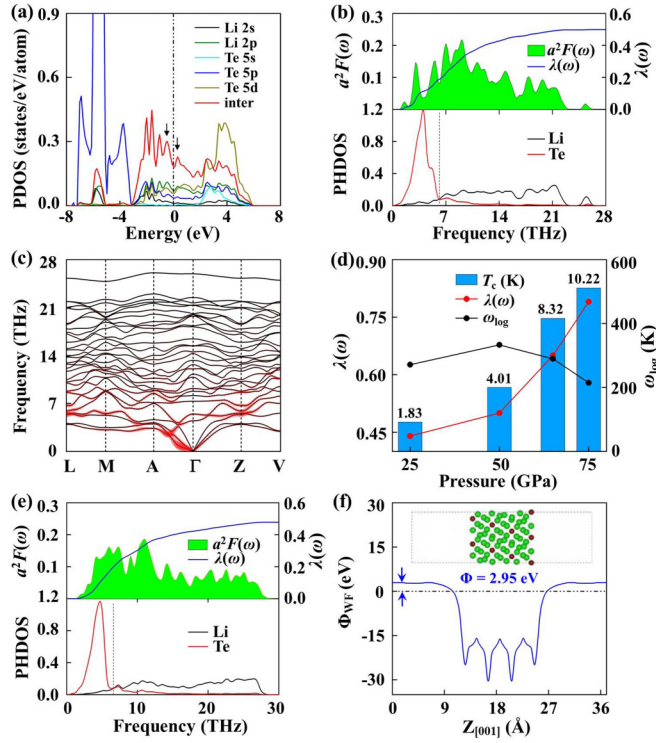 (a)
0.9
0.6
0.3
0.0
PDOS (states/eV/atom)
Li 2s
Li 2p
Te 5s
Te 5p
Te 5d
inter
-8 -4 0 4 8
Energy (eV)
(b)
0.3
0.2
0.1
1.2
a²F(ω)
0.6
0.4
0.2
0.0
λ(ω)
a²F(ω)
λ(ω)
0.8
0.4
0.0
PHDOS
Li
Te
0 7 14 21 28
Frequency (THz)
(c)
28
21
14
7
0
Frequency (THz)
L M A Γ Z V
(d)
0.90
0.75
0.60
0.45
λ(ω)
Tc (K)
λ(ω)
ωlog
1.83
4.01
8.32
10.22
600
400
200
0
ωlog (K)
25 50 75
Pressure (GPa)
(e)
0.3
0.2
0.1
1.2
a²F(ω)
0.6
0.4
0.2
0.0
λ(ω)
a²F(ω)
λ(ω)
0.8
0.4
0.0
PHDOS
Li
Te
0 10 20 30
Frequency (THz)
(f)
30
15
0
-15
-30
ΦWF (eV)
Φ = 2.95 eV
0 9 18 27 36
Z[001] (Å)